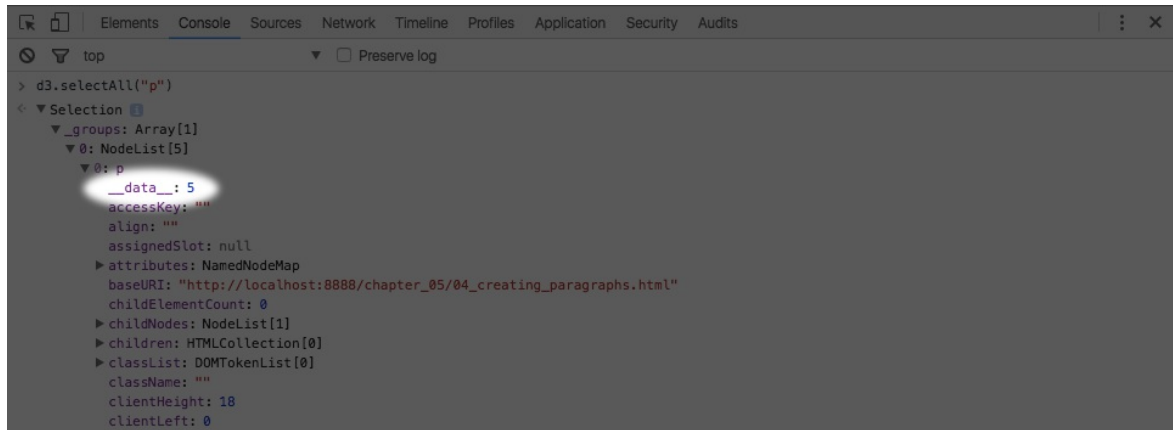 Elements Console Sources Network Timeline Profiles Application Security Audits
top Preserve log
> d3.selectAll("p")
Selection i
_groups: Array[1]
0: NodeList[5]
0: p
__data__: 5
accessKey: ""
align: ""
assignedSlot: null
attributes: NamedNodeMap
baseURI: "http://localhost:8888/chapter_05/04_creating_paragraphs.html"
childElementCount: 0
childNodes: NodeList[1]
children: HTMLCollection[0]
classList: DOMTokenList[0]
className: ""
clientHeight: 18
clientLeft: 0